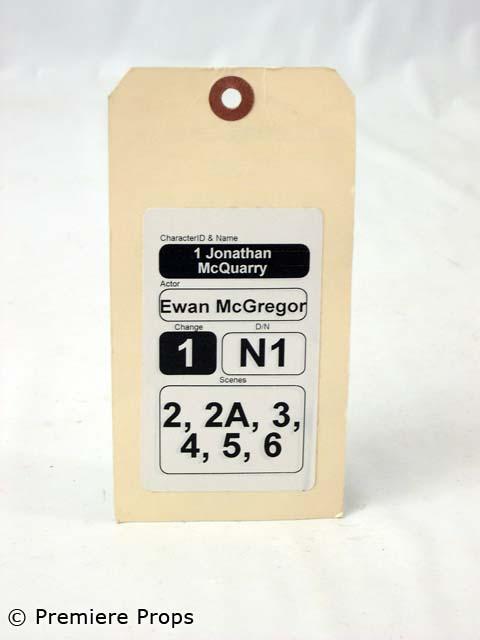 CharacterID & Name
1 Jonathan
McQuarry
Actor
Ewan McGregor
Change D/N
1 N1
Scenes
2, 2A, 3,
4, 5, 6
© Premiere Props